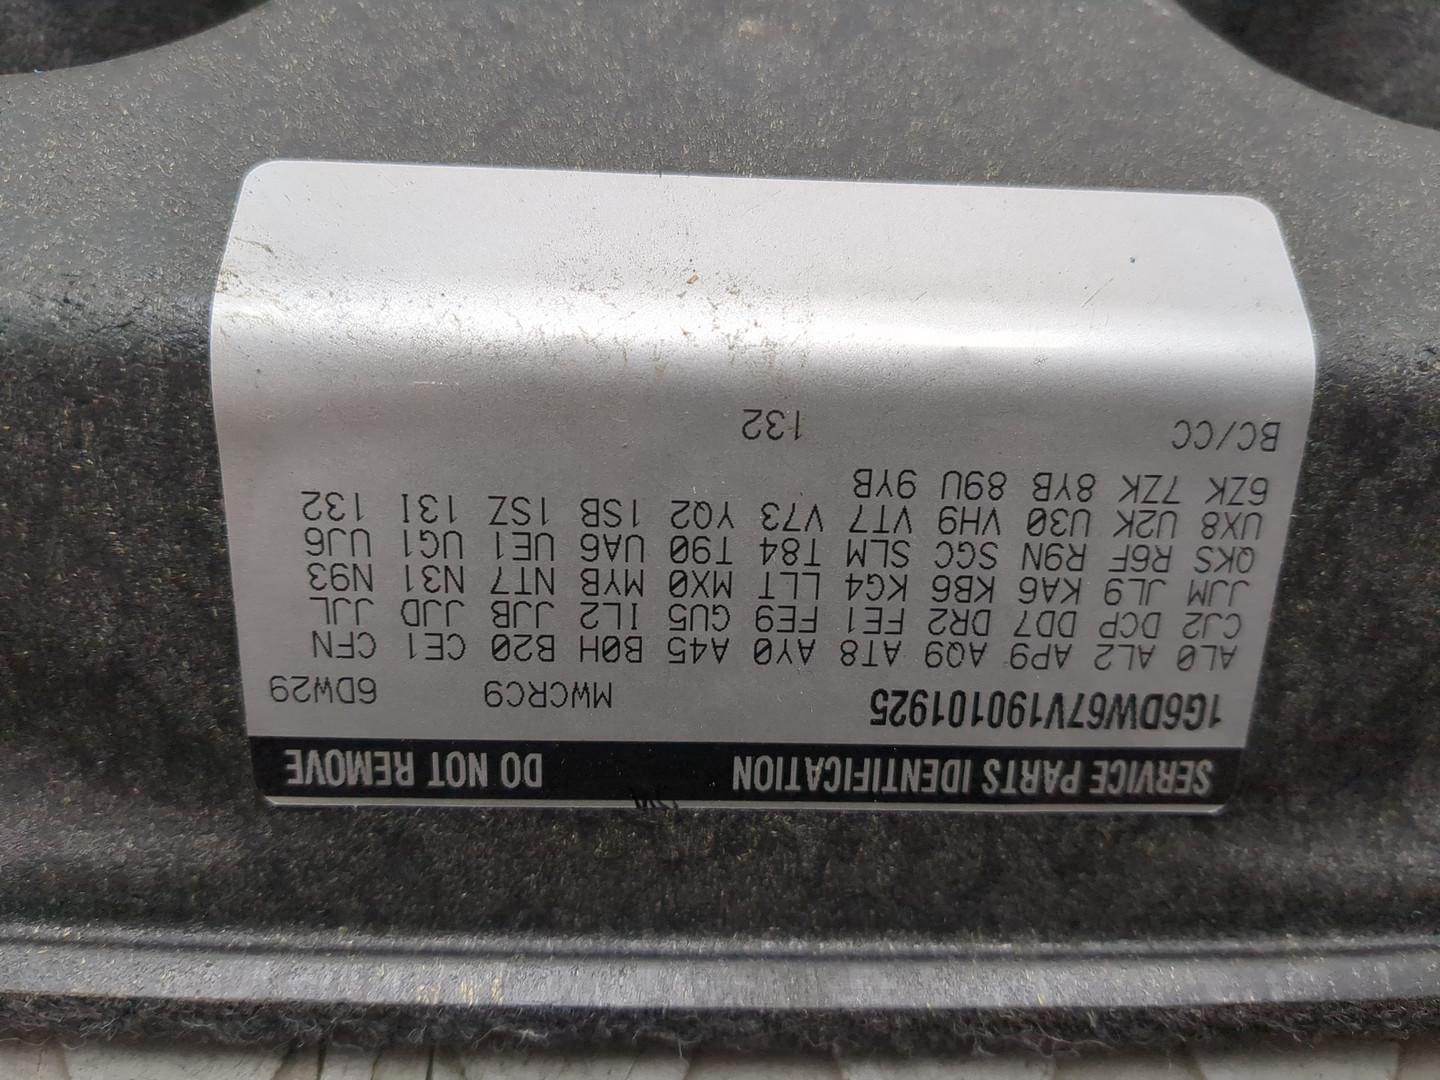 SERVICE PARTS IDENTIFICATION DO NOT REMOVE
1G6DW67V190101925 MWCRC9 6DW29
AL0 AL2 AP9 AQ9 AT8 AY0 A45 B0H B20 CE1 CFN
CJ2 DCP DD7 DR2 FE1 FE9 GU5 IL2 JJB JJD JJL
JJM JL9 KA6 KB6 KG4 LLT MX0 MYB NT7 N31 N93
QKS R6F R9N SGC SLM T84 T90 UA6 UE1 UG1 UJ6
UX8 U2K U30 VH9 VT7 V73 YQ2 1SB 1SZ 13I 132
6ZK 7ZK 8YB 89U 9YB
BC/CC 132